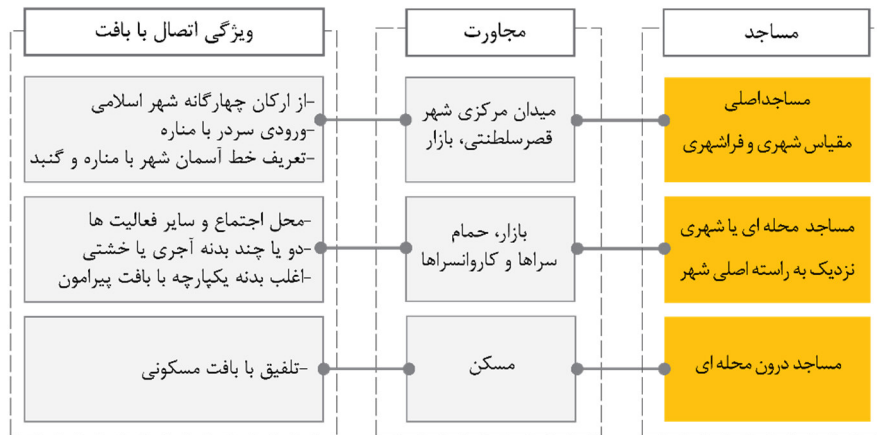 مساجد
مجاورت
ویژگی اتصال با بافت
مساجداصلی
مقیاس شهری و فراشهری
میدان مرکزی شهر
قصرسلطنتی، بازار
-از ارکان چهارگانه شهر اسلامی
-ورودی سردر با مناره
-تعریف خط آسمان شهر با مناره و گنبد
مساجد محله ای یا شهری
نزدیک به راسته اصلی شهر
بازار، حمام
سراها و کاروانسراها
-محل اجتماع و سایر فعالیت ها
-دو یا چند بدنه آجری یا خشتی
-اغلب بدنه یکپارچه با بافت پیرامون
مساجد درون محله ای
مسکن
-تلفیق با بافت مسکونی